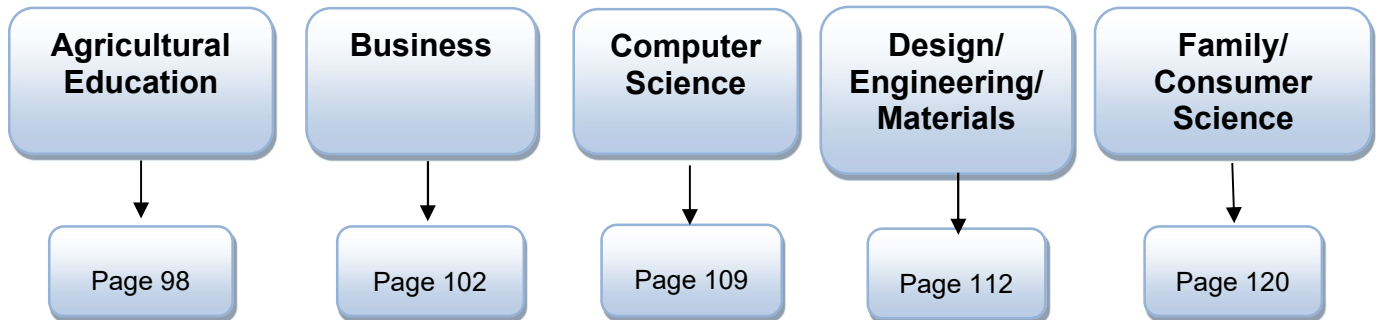 Agricultural
Education
Business
Computer
Science
Design/
Engineering/
Materials
Family/
Consumer
Science
Page 98
Page 102
Page 109
Page 112
Page 120